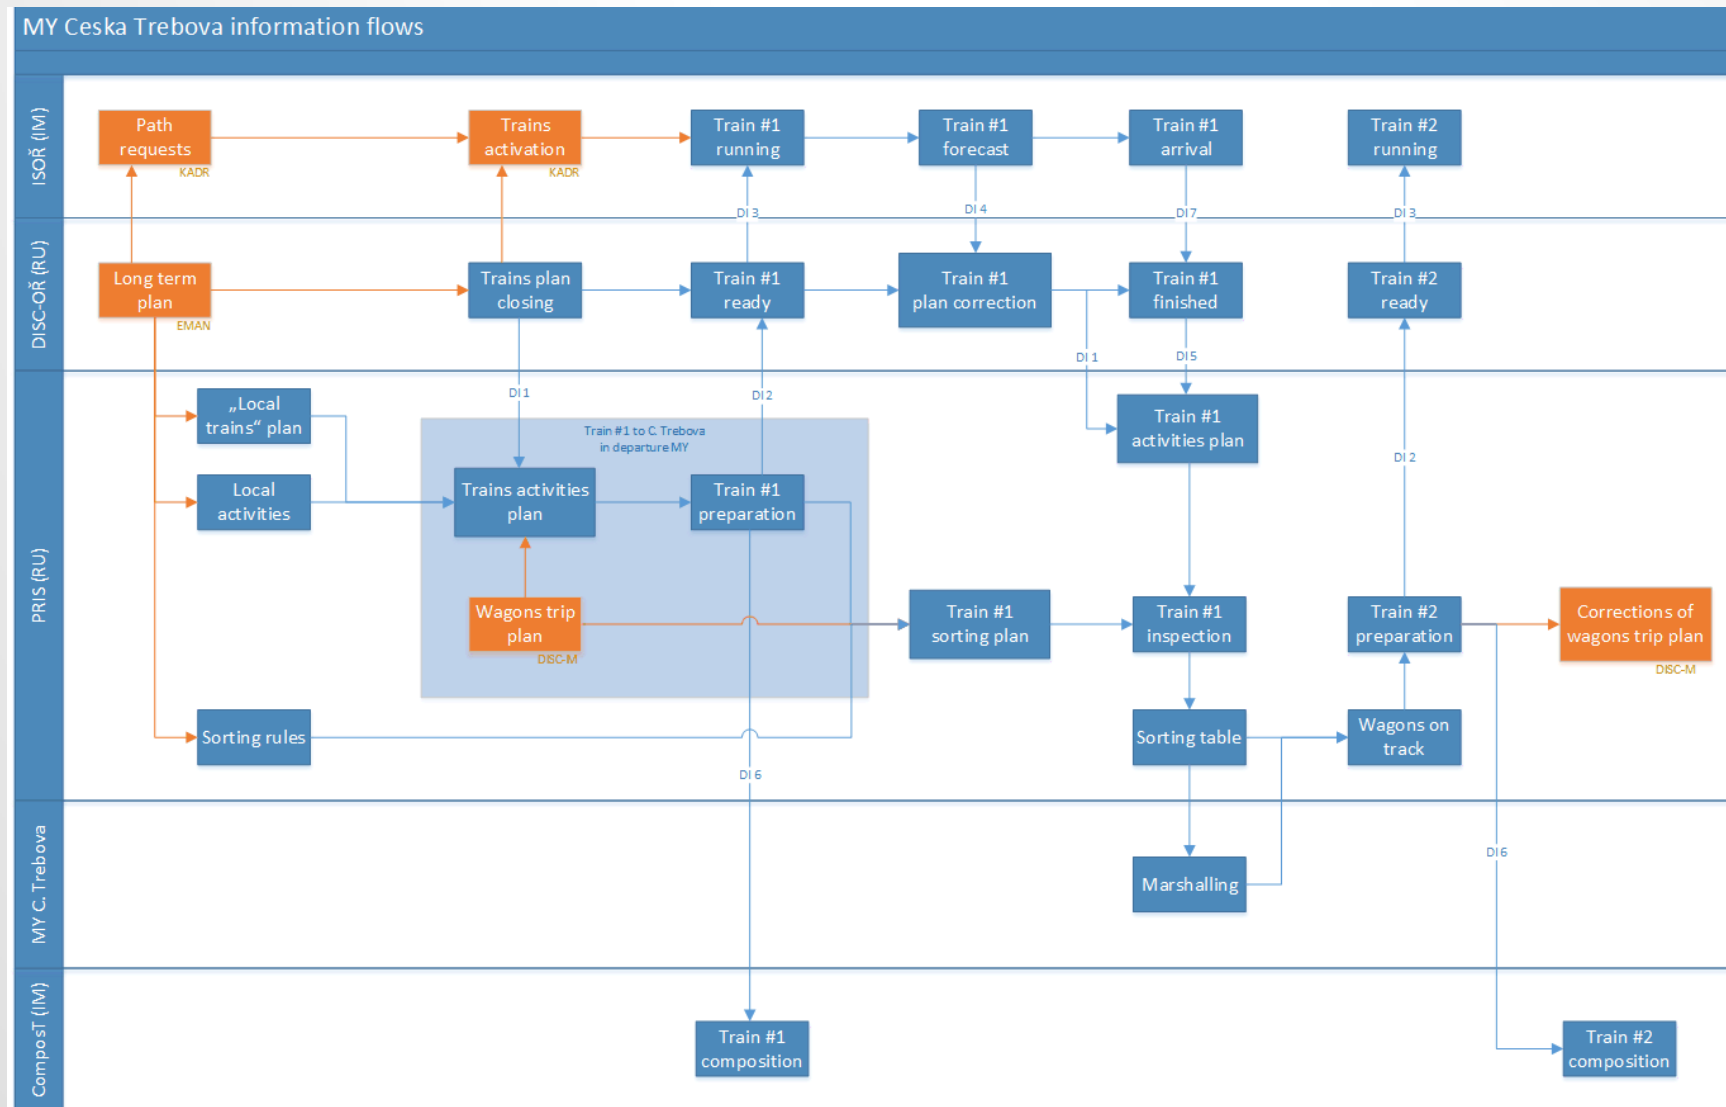 MY Ceska Trebova information flows
ISOŘ (IM)
Path
requests
KADR
Trains
activation
KADR
Train #1
running
Train #1
forecast
Train #1
arrival
Train #2
running
DI 3
DI 4
DI 7
DI 3
DISC-OŘ (RU)
Long term
plan
EMAN
Trains plan
closing
Train #1
ready
Train #1
plan correction
Train #1
finished
Train #2
ready
DI 1
DI 5
DI 1
DI 2
PRIS (RU)
„Local
trains“ plan
Train #1
activities plan
Train #1 to C. Trebova
in departure MY
DI 2
Local
activities
Trains activities
plan
Train #1
preparation
Wagons trip
plan
DISC-M
Train #1
sorting plan
Train #1
inspection
Train #2
preparation
Corrections of
wagons trip plan
DISC-M
Sorting rules
Sorting table
Wagons on
track
DI 6
MY C. Trebova
Marshalling
DI 6
ComposT (IM)
Train #1
composition
Train #2
composition